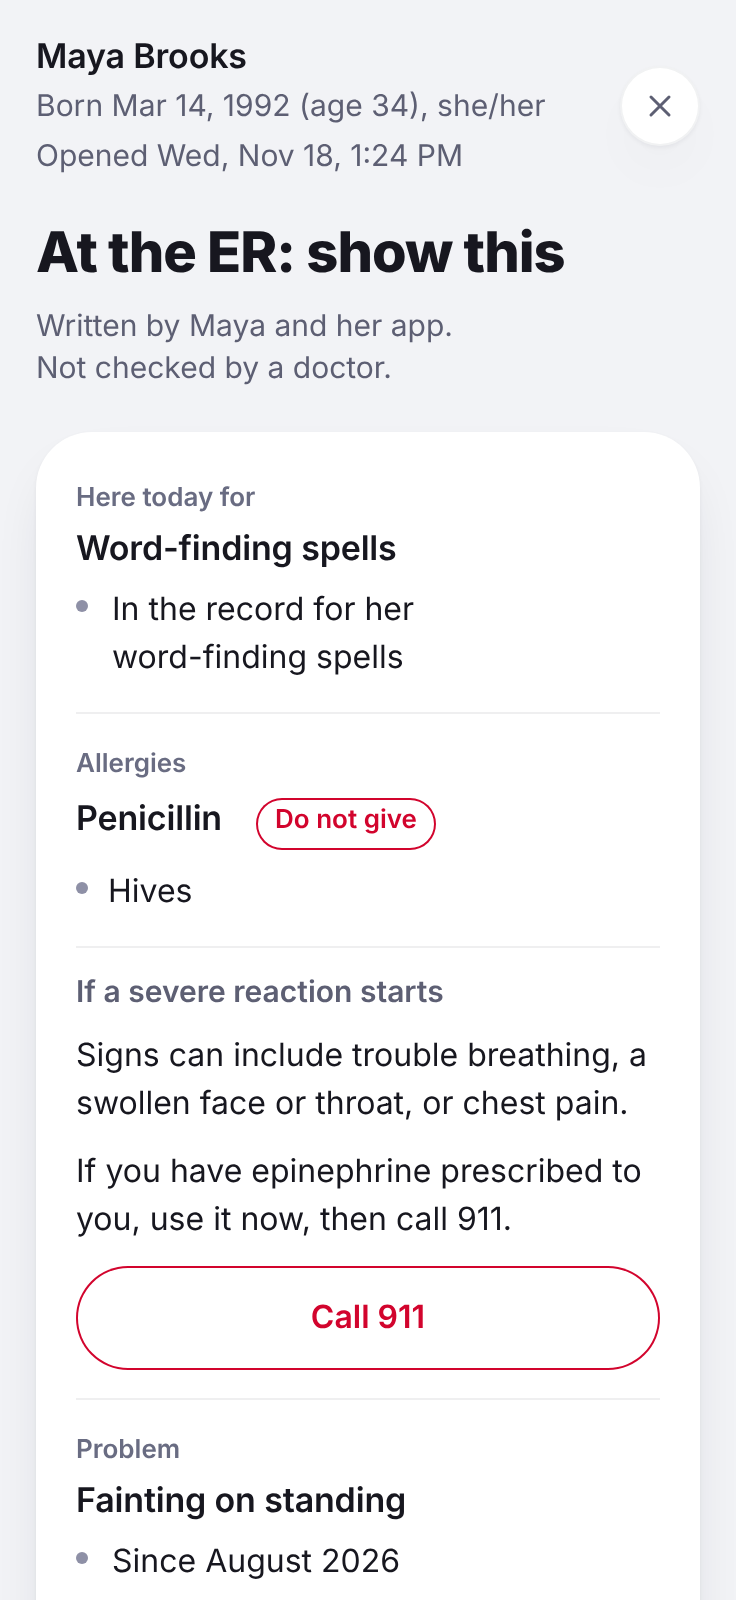 Maya Brooks
Born Mar 14, 1992 (age 34), she/her
Opened Wed, Nov 18, 1:24 PM
At the ER: show this
Written by Maya and her app.
Not checked by a doctor.
Here today for
Word-finding spells
In the record for her
word-finding spells
Allergies
Penicillin
Do not give
Hives
If a severe reaction starts
Signs can include trouble breathing, a
swollen face or throat, or chest pain.
If you have epinephrine prescribed to
you, use it now, then call 911.
Call 911
Problem
Fainting on standing
Since August 2026